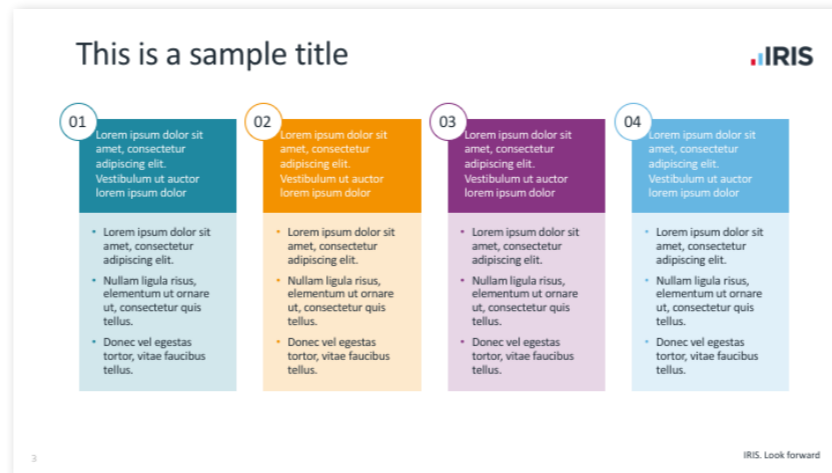 This is a sample title
IRIS
01
Lorem ipsum dolor sit
amet, consectetur
adipiscing elit.
Vestibulum ut auctor
lorem ipsum dolor
• Lorem ipsum dolor sit
amet, consectetur
adipiscing elit.
• Nullam ligula risus,
elementum ut ornare
ut, consectetur quis
tellus.
• Donec vel egestas
tortor, vitae faucibus
tellus.
02
Lorem ipsum dolor sit
amet, consectetur
adipiscing elit.
Vestibulum ut auctor
lorem ipsum dolor
• Lorem ipsum dolor sit
amet, consectetur
adipiscing elit.
• Nullam ligula risus,
elementum ut ornare
ut, consectetur quis
tellus.
• Donec vel egestas
tortor, vitae faucibus
tellus.
03
Lorem ipsum dolor sit
amet, consectetur
adipiscing elit.
Vestibulum ut auctor
lorem ipsum dolor
• Lorem ipsum dolor sit
amet, consectetur
adipiscing elit.
• Nullam ligula risus,
elementum ut ornare
ut, consectetur quis
tellus.
• Donec vel egestas
tortor, vitae faucibus
tellus.
04
Lorem ipsum dolor sit
amet, consectetur
adipiscing elit.
Vestibulum ut auctor
lorem ipsum dolor
• Lorem ipsum dolor sit
amet, consectetur
adipiscing elit.
• Nullam ligula risus,
elementum ut ornare
ut, consectetur quis
tellus.
• Donec vel egestas
tortor, vitae faucibus
tellus.
3
IRIS. Look forward